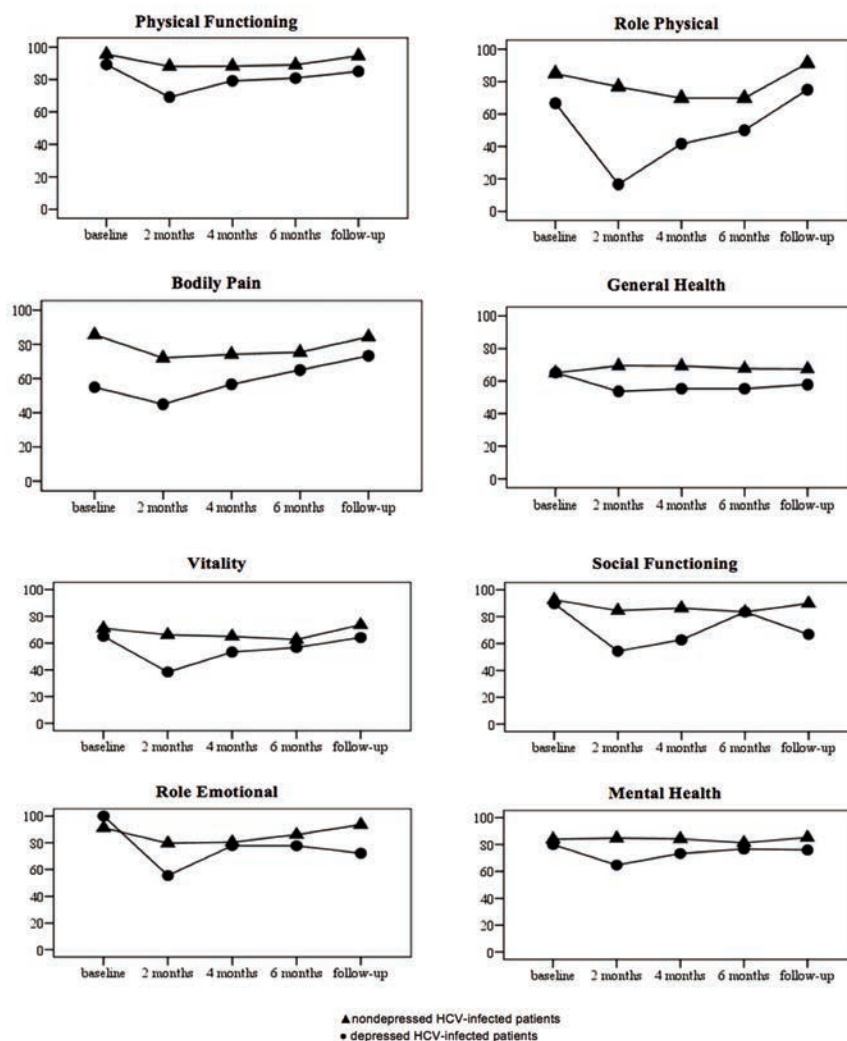 Physical Functioning
100
80
60
40
20
0
baseline 2 months 4 months 6 months follow-up
Role Physical
100
80
60
40
20
0
baseline 2 months 4 months 6 months follow-up
Bodily Pain
100
80
60
40
20
0
baseline 2 months 4 months 6 months follow-up
General Health
100
80
60
40
20
0
baseline 2 months 4 months 6 months follow-up
Vitality
100
80
60
40
20
0
baseline 2 months 4 months 6 months follow-up
Social Functioning
100
80
60
40
20
0
baseline 2 months 4 months 6 months follow-up
Role Emotional
100
80
60
40
20
0
baseline 2 months 4 months 6 months follow-up
Mental Health
100
80
60
40
20
0
baseline 2 months 4 months 6 months follow-up
▲nondepressed HCV-infected patients
● depressed HCV-infected patients